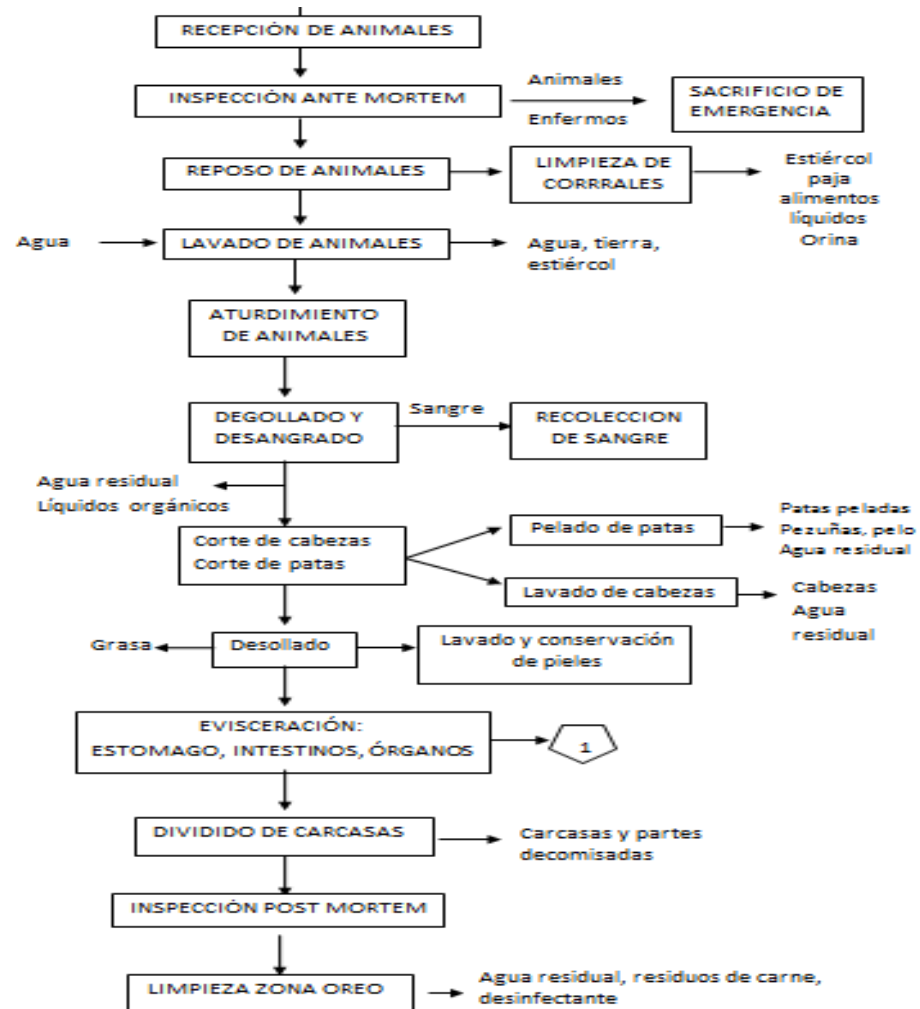 RECEPCIÓN DE ANIMALES
INSPECCIÓN ANTE MORTEM
Animales
Enfermos
SACRIFICIO DE
EMERGENCIA
REPOSO DE ANIMALES
LIMPIEZA DE
CORRRALES
Estiércol
paja
alimentos
líquidos
Orina
Agua
LAVADO DE ANIMALES
Agua, tierra,
estiércol
ATURDIMIENTO
DE ANIMALES
DEGOLLADO Y
DESANGRADO
Sangre
RECOLECCION
DE SANGRE
Agua residual
Líquidos orgánicos
Corte de cabezas
Corte de patas
Pelado de patas
Patas peladas
Pezuñas, pelo
Agua residual
Lavado de cabezas
Cabezas
Agua
residual
Grasa
Desollado
Lavado y conservación
de pieles
EVISCERACIÓN:
ESTOMAGO, INTESTINOS, ÓRGANOS
1
DIVIDIDO DE CARCASAS
Carcasas y partes
decomisadas
INSPECCIÓN POST MORTEM
LIMPIEZA ZONA OREO
Agua residual, residuos de carne,
desinfectante